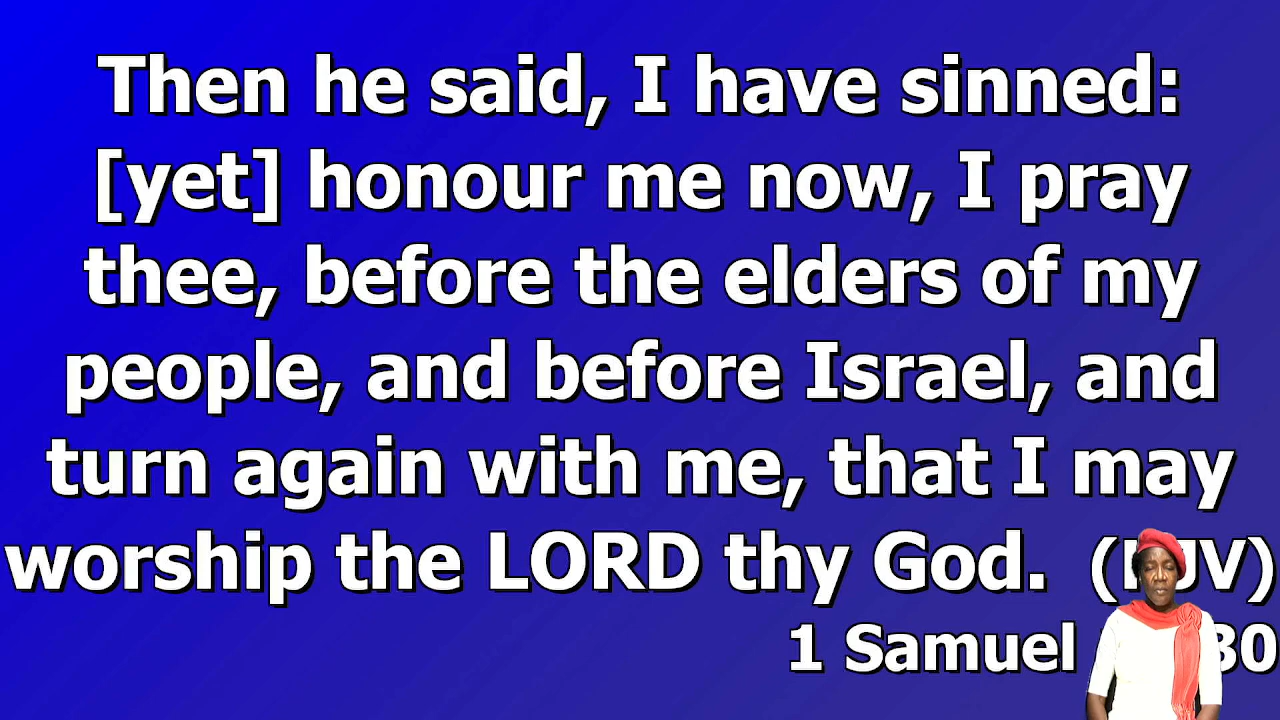 Then he said, I have sinned:
[yet] honour me now, I pray
thee, before the elders of my
people, and before Israel, and
turn again with me, that I may
worship the LORD thy God.
1 Samuel